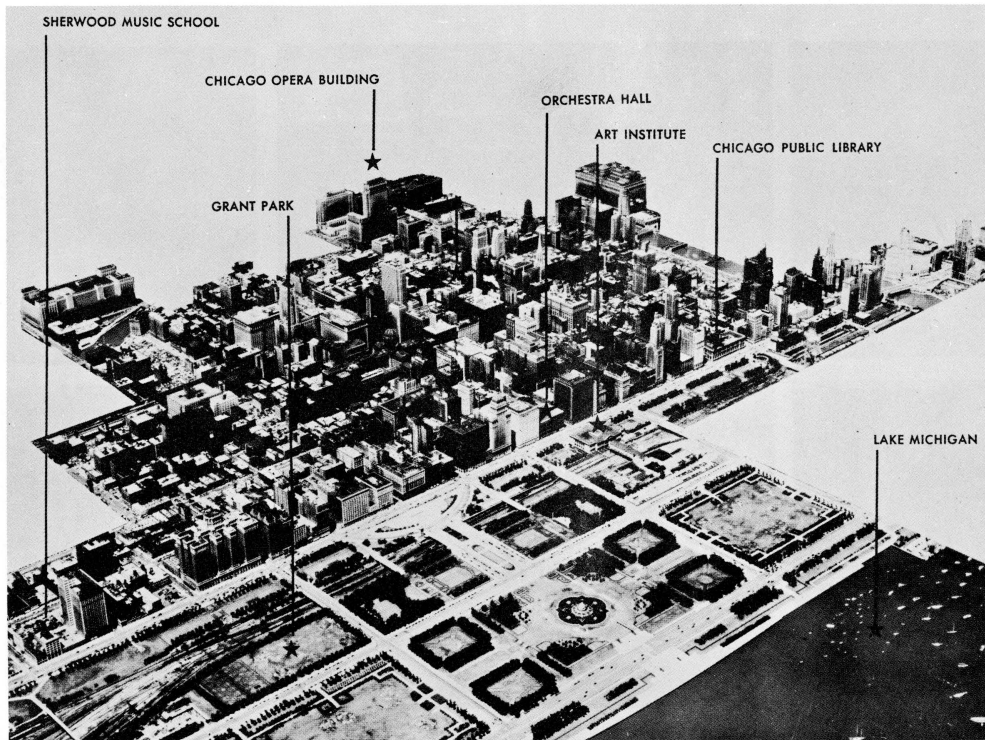 SHERWOOD MUSIC SCHOOL
CHICAGO OPERA BUILDING
ORCHESTRA HALL
ART INSTITUTE
CHICAGO PUBLIC LIBRARY
GRANT PARK
LAKE MICHIGAN